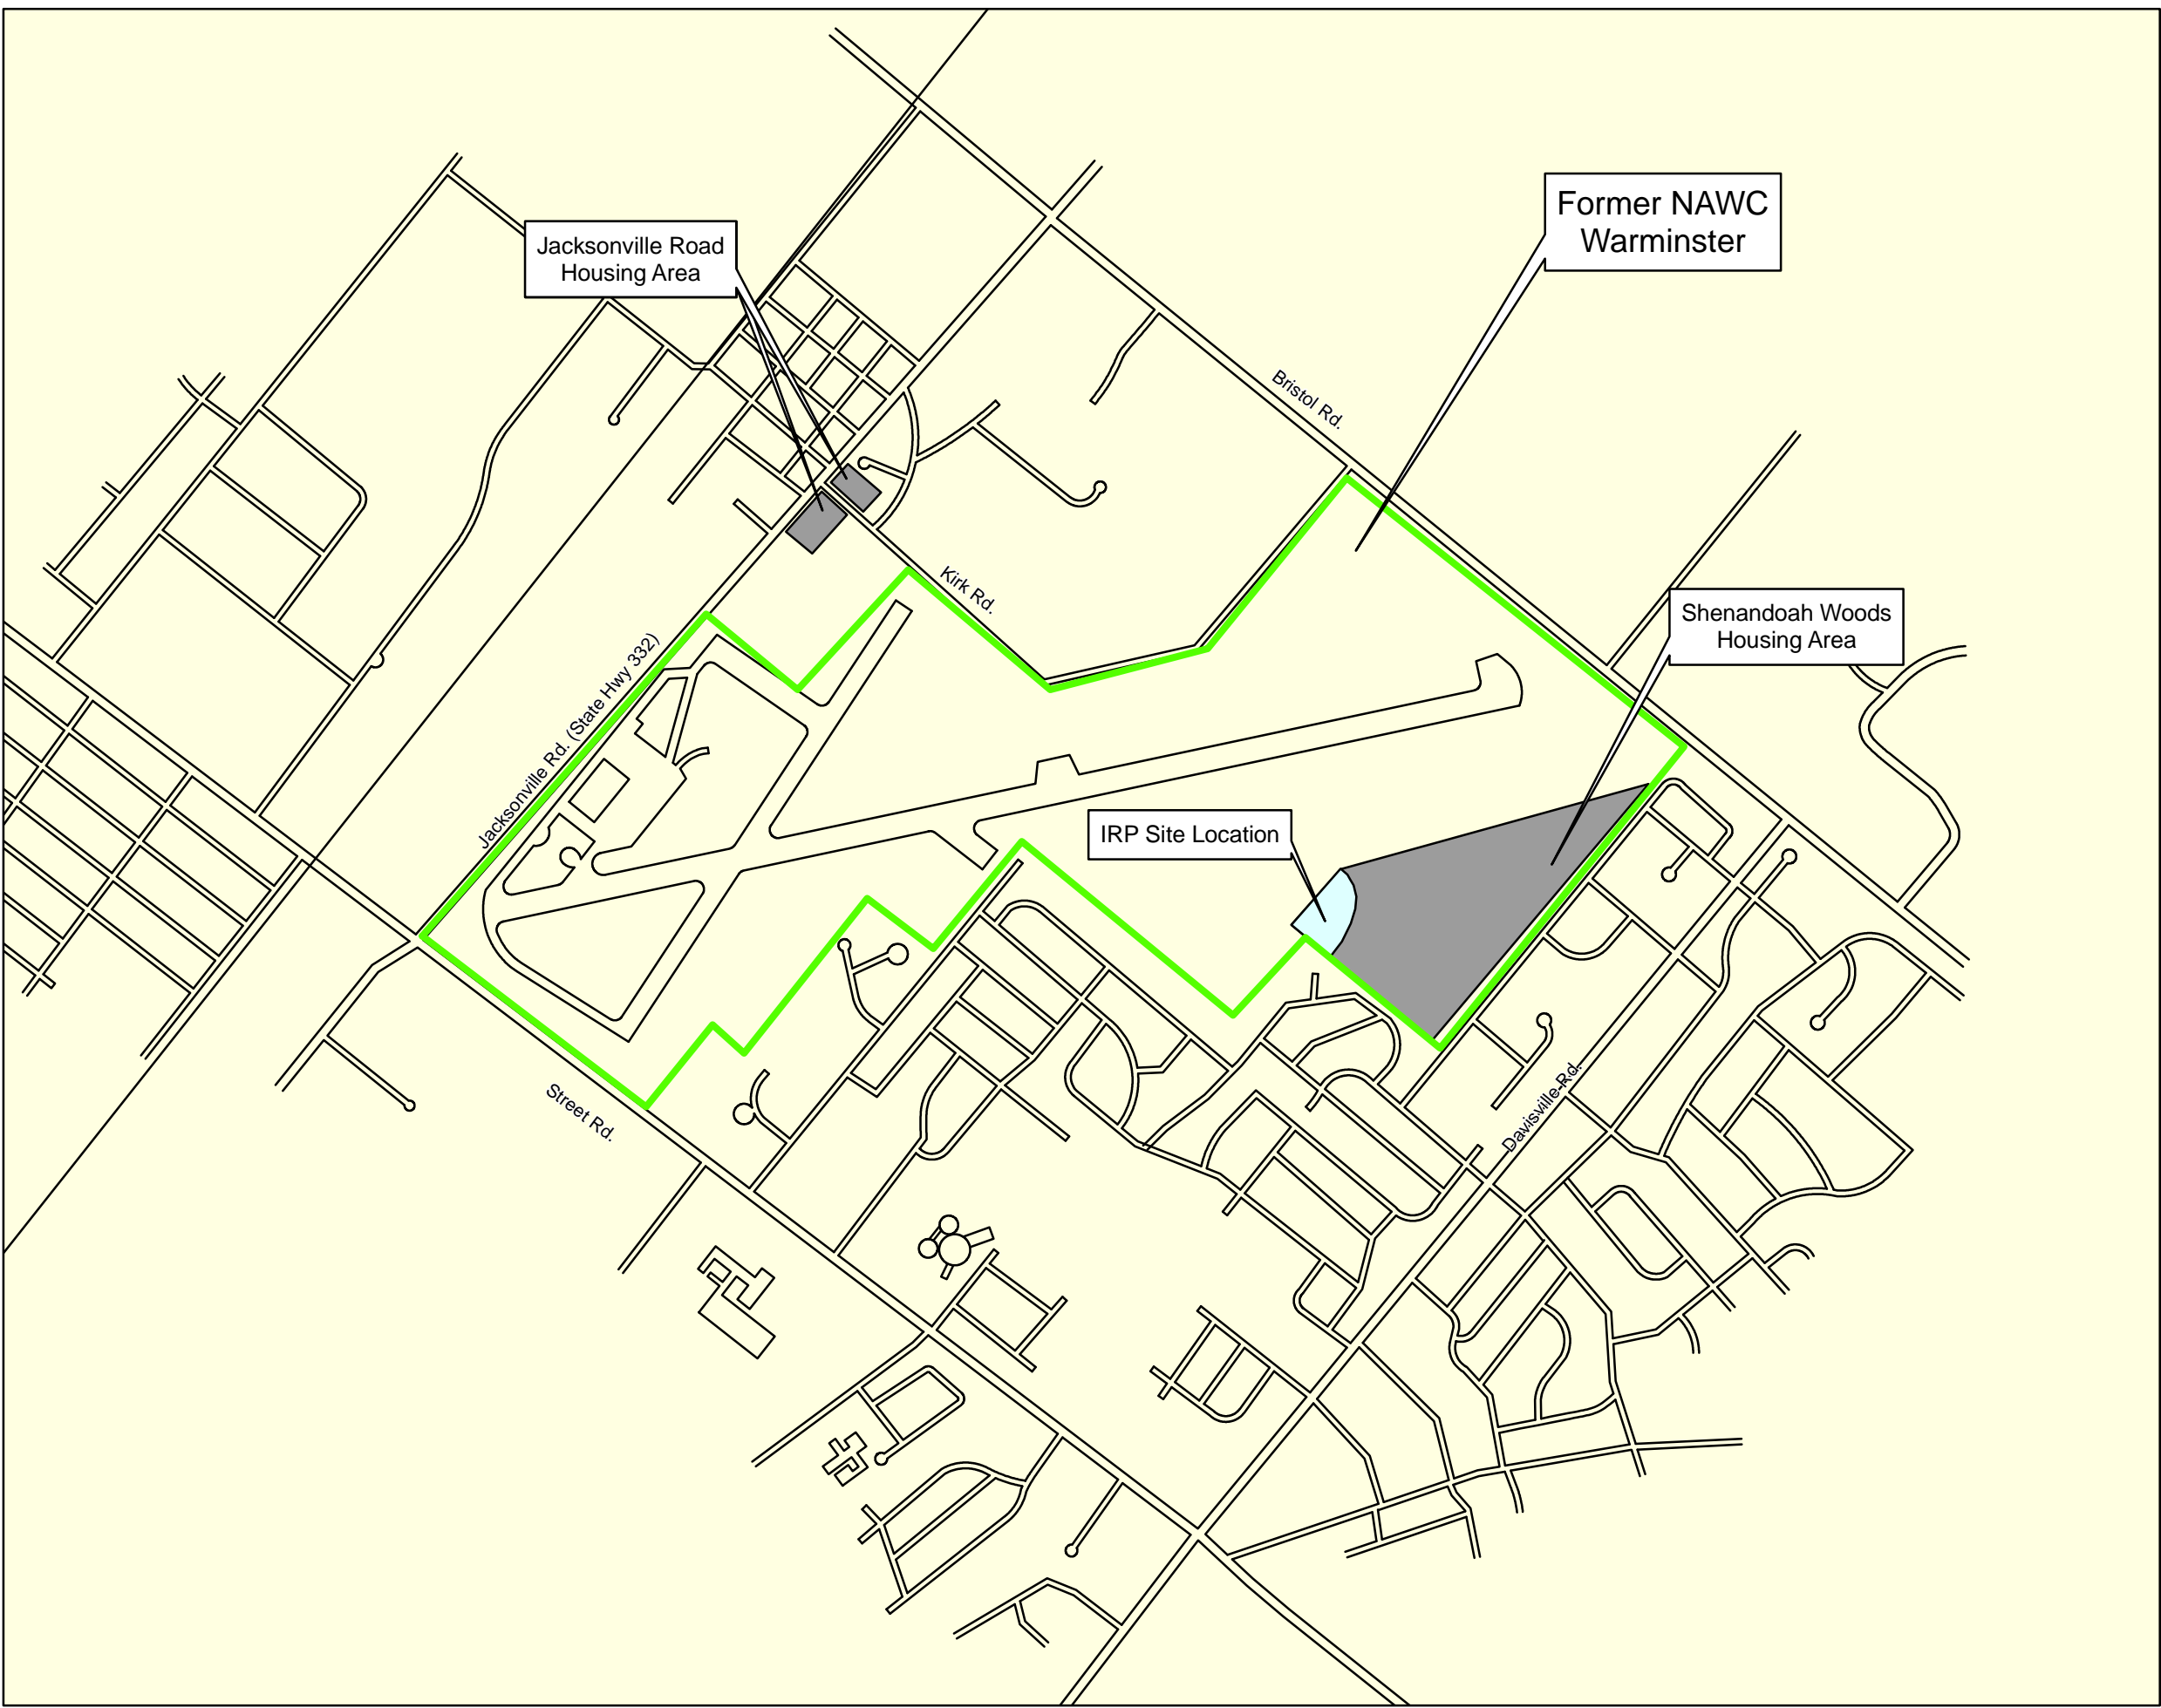 Former NAWC
Warminster
Jacksonville Road
Housing Area
Bristol Rd.
Kirk Rd.
Shenandoah Woods
Housing Area
Jacksonville Rd. (State Hwy 332)
IRP Site Location
Street Rd.
Davisville Rd.